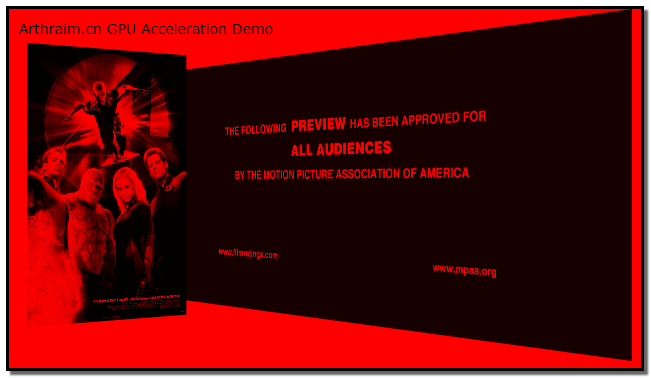 Arthraim.cn GPU Acceleration Demo
THE FOLLOWING PREVIEW HAS BEEN APPROVED FOR
ALL AUDIENCES
BY THE MOTION PICTURE ASSOCIATION OF AMERICA
www.filmratings.com
www.mpaa.org